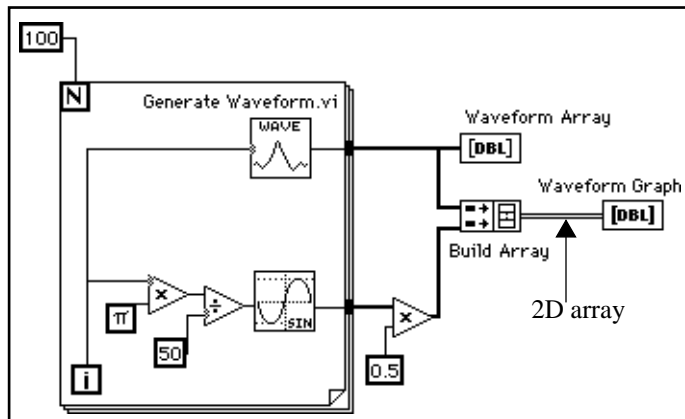 100
N
Generate Waveform.vi
WAVE
Waveform Array
[DBL]
Waveform Graph
[DBL]
Build Array
×
÷
SIN
π
50
×
0.5
2D array
i